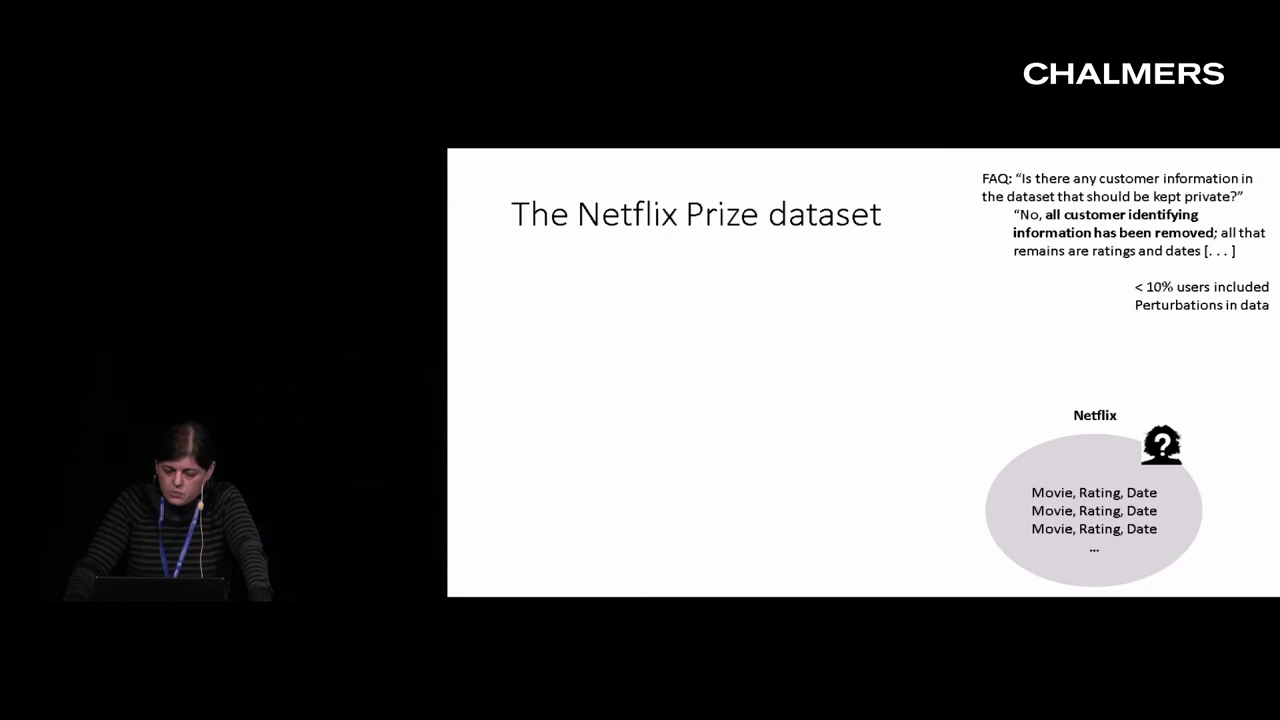 CHALMERS
The Netflix Prize dataset
FAQ: “Is there any customer information in
the dataset that should be kept private?”
“No, all customer identifying
information has been removed; all that
remains are ratings and dates [. . . ]
< 10% users included
Perturbations in data
Netflix
?
Movie, Rating, Date
Movie, Rating, Date
Movie, Rating, Date
...